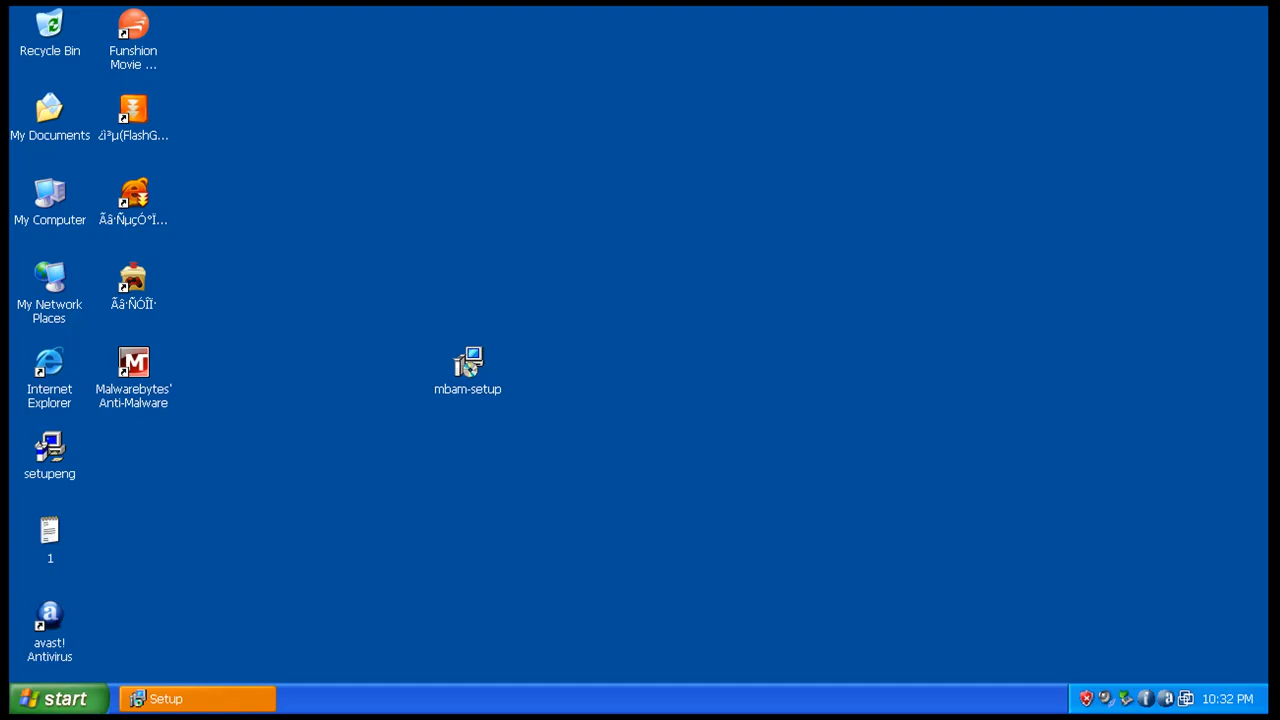 Recycle Bin
Funshion
Movie ...
My Documents
¿ì³µ(FlashG...
My Computer
Ãâ·ÑµçÓ°Ï...
My Network
Places
Ãâ·ÑÓÎÏ·
Internet
Explorer
Malwarebytes'
Anti-Malware
mbam-setup
setupeng
1
avast!
Antivirus
start
Setup
10:32 PM